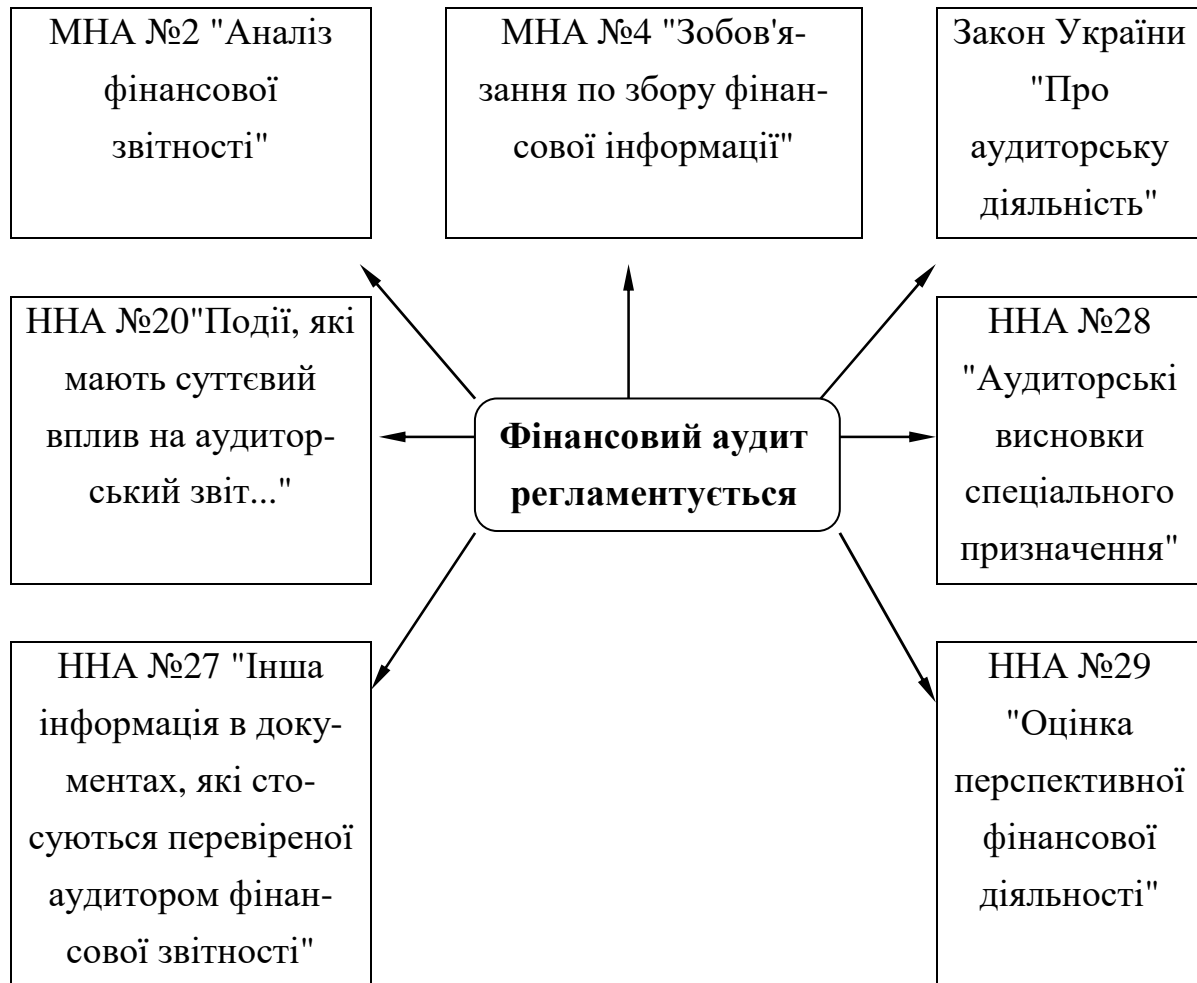 МНА №2 "Аналіз
фінансової
звітності"
МНА №4 "Зобов'я-
зання по збору фінан-
сової інформації"
Закон України
"Про
аудиторську
діяльність"
ННА №20"Події, які
мають суттєвий
вплив на аудитор-
ський звіт..."
Фінансовий аудит
регламентується
ННА №28
"Аудиторські
висновки
спеціального
призначення"
ННА №27 "Інша
інформація в доку-
ментах, які сто-
суються перевіреної
аудитором фінан-
сової звітності"
ННА №29
"Оцінка
перспективної
фінансової
діяльності"